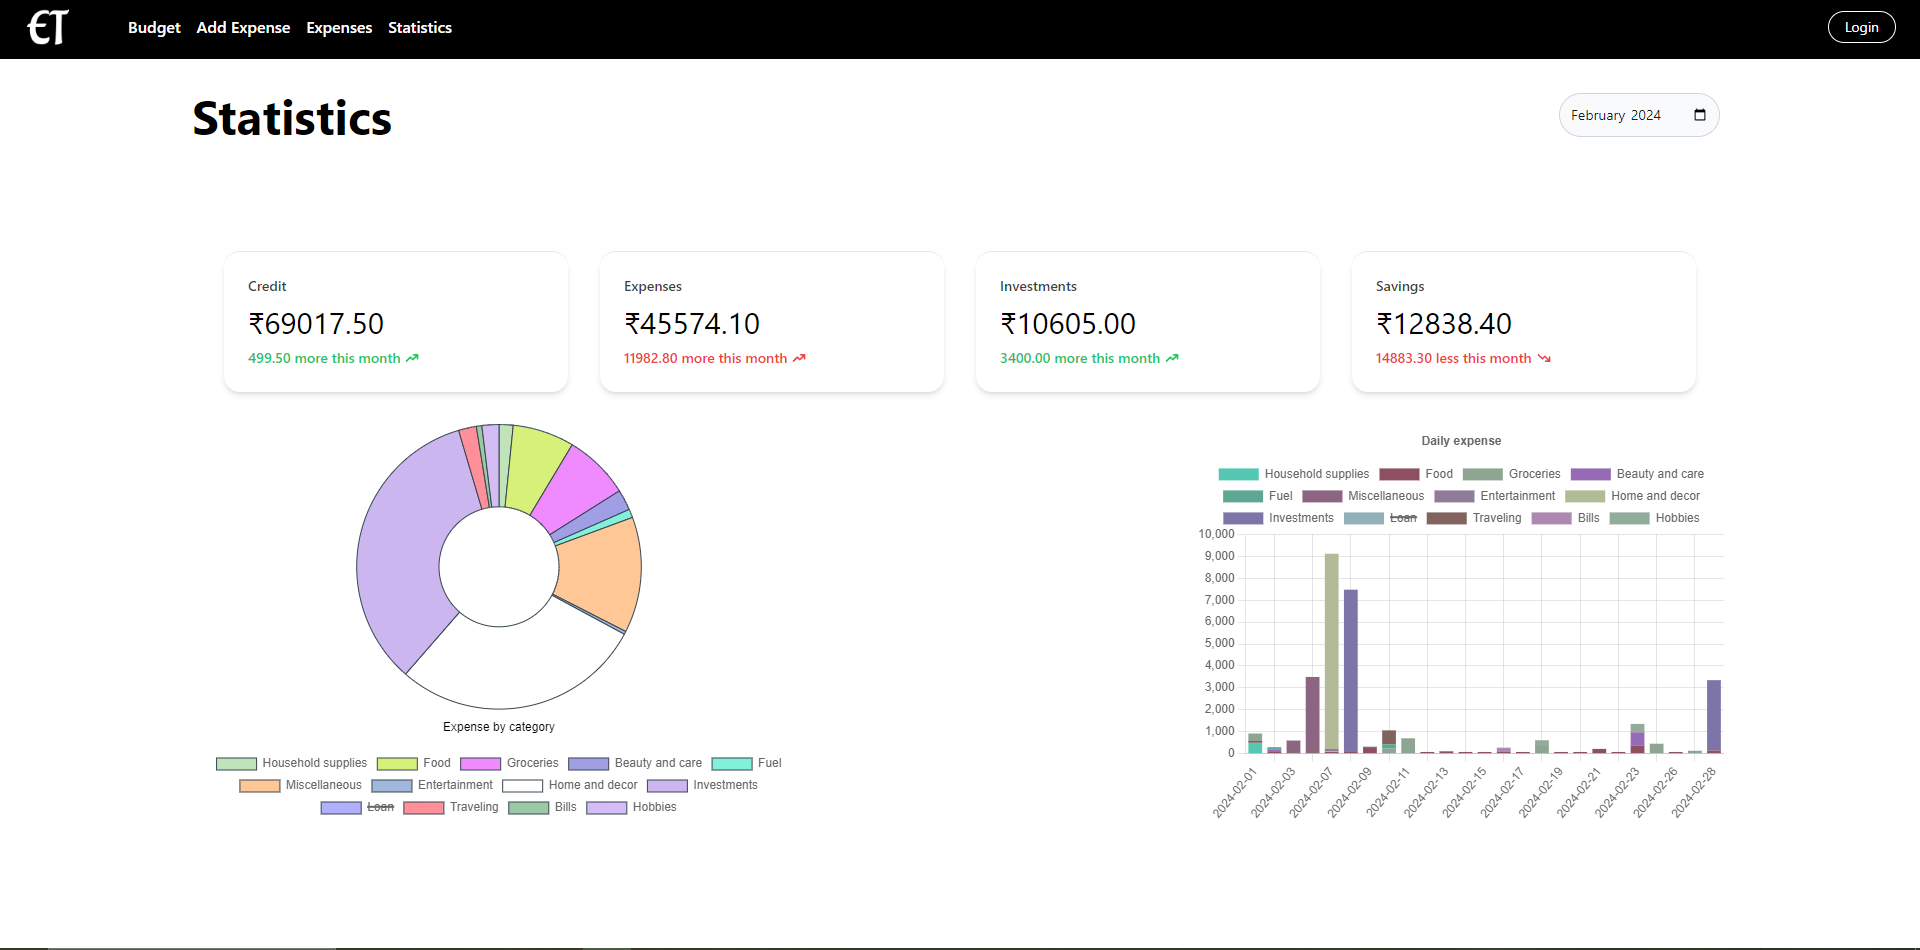 ЄT Budget Add Expense Expenses Statistics Login
Statistics February 2024
Credit
₹69017.50
499.50 more this month
Expenses
₹45574.10
11982.80 more this month
Investments
₹10605.00
3400.00 more this month
Savings
₹12838.40
14883.30 less this month
Expense by category
Household supplies Food Groceries Beauty and care Fuel
Miscellaneous Entertainment Home and decor Investments
Loan Traveling Bills Hobbies
Daily expense
Household supplies Food Groceries Beauty and care
Fuel Miscellaneous Entertainment Home and decor
Investments Loan Traveling Bills Hobbies
10,000
9,000
8,000
7,000
6,000
5,000
4,000
3,000
2,000
1,000
0
2024-02-01 2024-02-03 2024-02-07 2024-02-09 2024-02-11 2024-02-13 2024-02-15 2024-02-17 2024-02-19 2024-02-21 2024-02-23 2024-02-26 2024-02-28